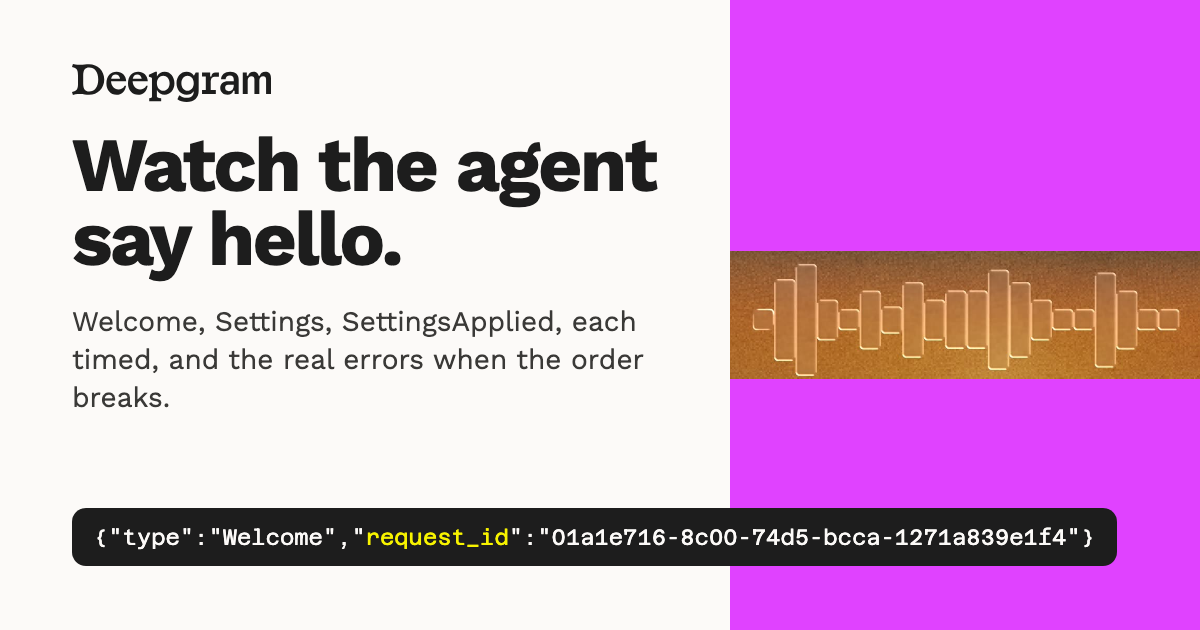 Deepgram
Watch the agent
say hello.
Welcome, Settings, SettingsApplied, each
timed, and the real errors when the order
breaks.
{"type":"Welcome","request_id":"01a1e716-8c00-74d5-bcca-1271a839e1f4"}